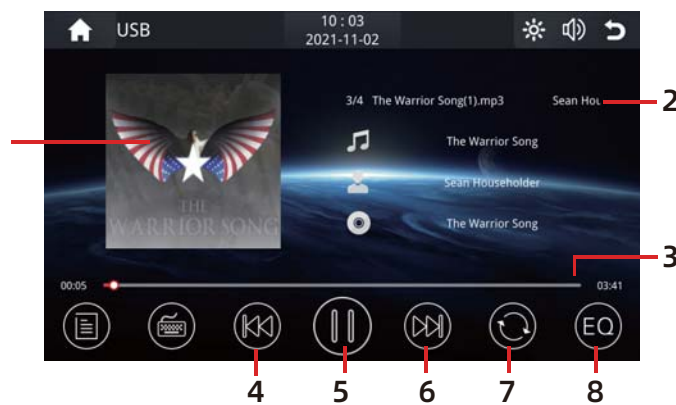 USB
10 : 03
2021-11-02
3/4 The Warrior Song(1).mp3 Sean Hou
2
The Warrior Song
Sean Householder
The Warrior Song
THE
WARRIOR SONG
3
00:05
03:41
EQ
4
5
6
7
8